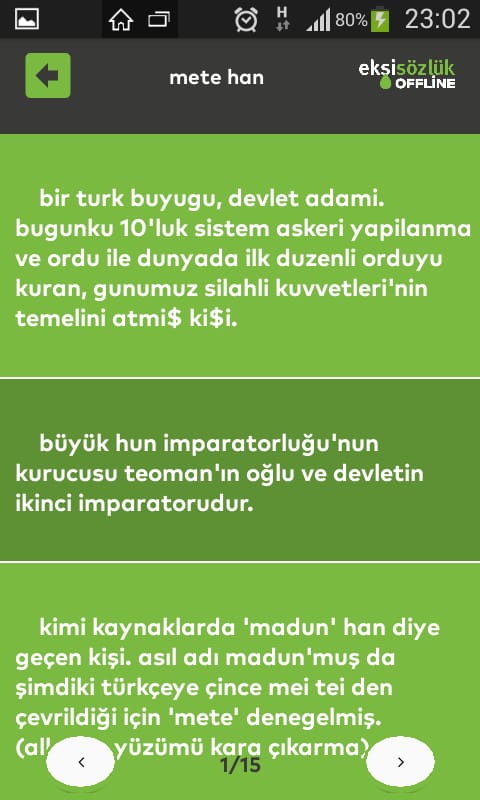 H
80%
23:02
mete han
ekşisözlük
OFFLINE
bir turk buyugu, devlet adami.
bugunku 10'luk sistem askeri yapilanma
ve ordu ile dunyada ilk duzenli orduyu
kuran, gunumuz silahli kuvvetleri'nin
temelini atmi$ ki$i.
büyük hun imparatorluğu'nun
kurucusu teoman'ın oğlu ve devletin
ikinci imparatorudur.
kimi kaynaklarda 'madun' han diye
geçen kişi. asıl adı madun'muş da
şimdiki türkçeye çince mei tei den
çevrildiği için 'mete' denegelmiş.
yüzümü kara çıkarma)
1/15